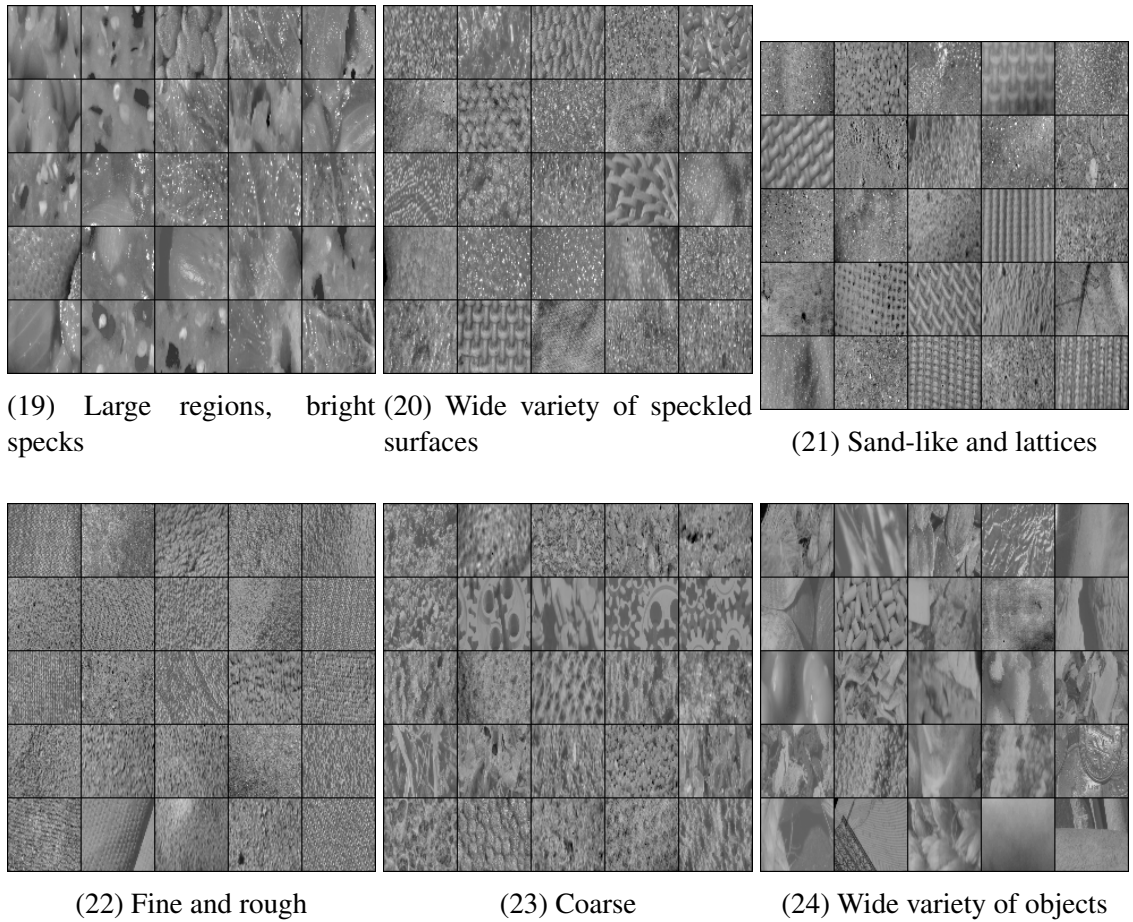 (19) Large regions, bright
specks
(20) Wide variety of speckled
surfaces
(21) Sand-like and lattices
(22) Fine and rough
(23) Coarse
(24) Wide variety of objects